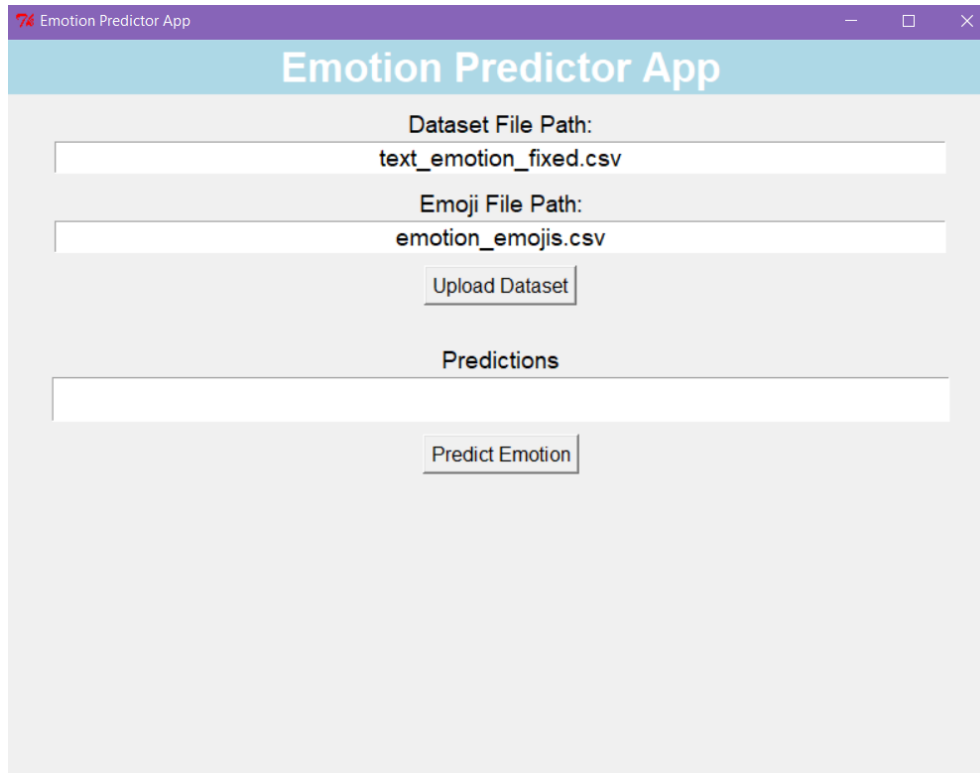 Emotion Predictor App
Emotion Predictor App
Dataset File Path:
text_emotion_fixed.csv
Emoji File Path:
emotion_emojis.csv
Upload Dataset
Predictions
Predict Emotion